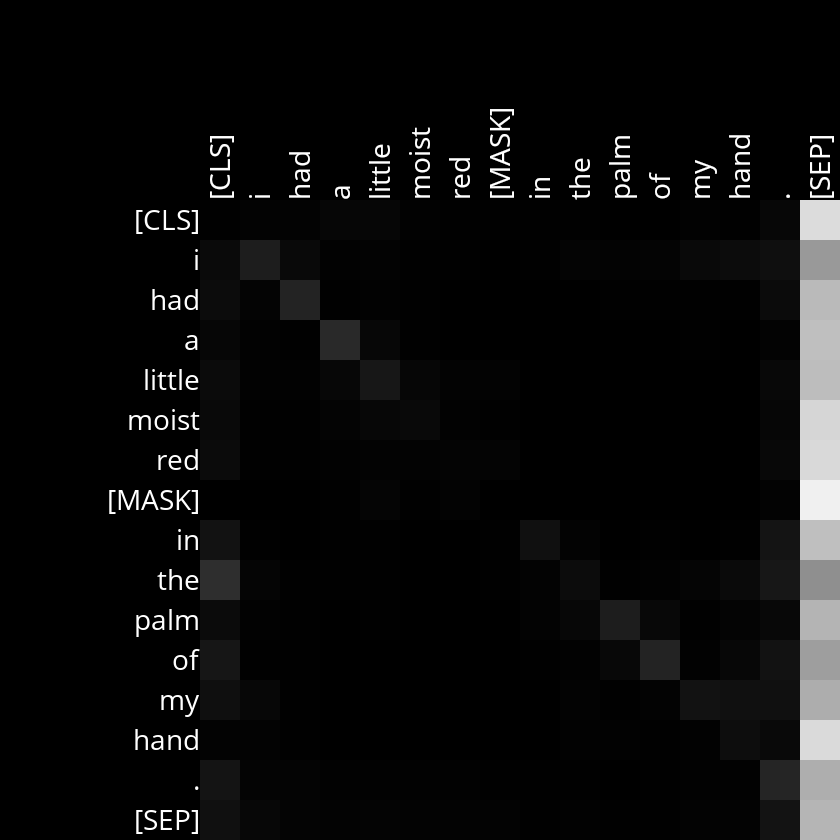 [CLS] i had a little moist red [MASK] in the palm of my hand . [SEP]
[CLS]
i
had
a
little
moist
red
[MASK]
in
the
palm
of
my
hand
.
[SEP]